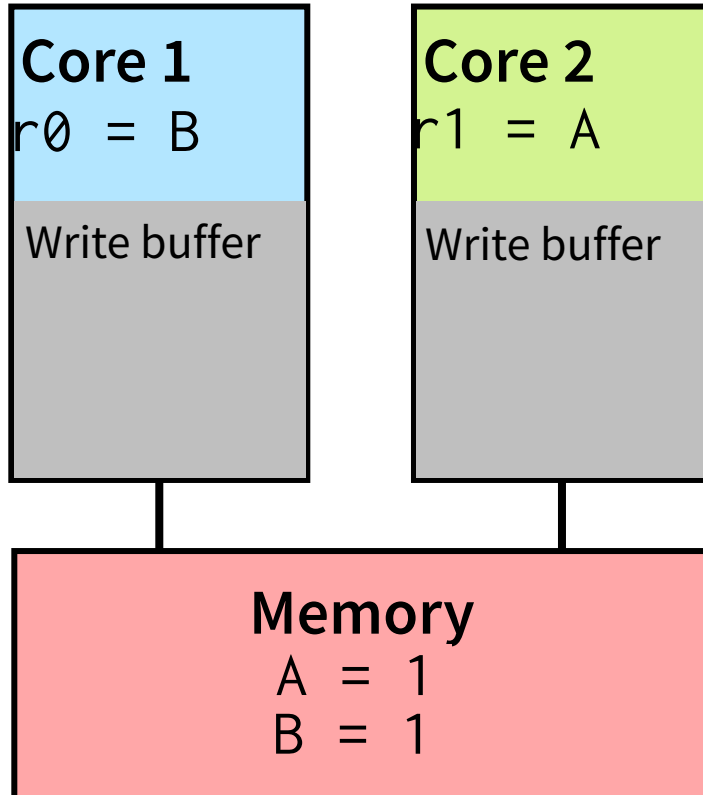 Core 1
r0 = B
Write buffer
Core 2
r1 = A
Write buffer
Memory
A = 1
B = 1